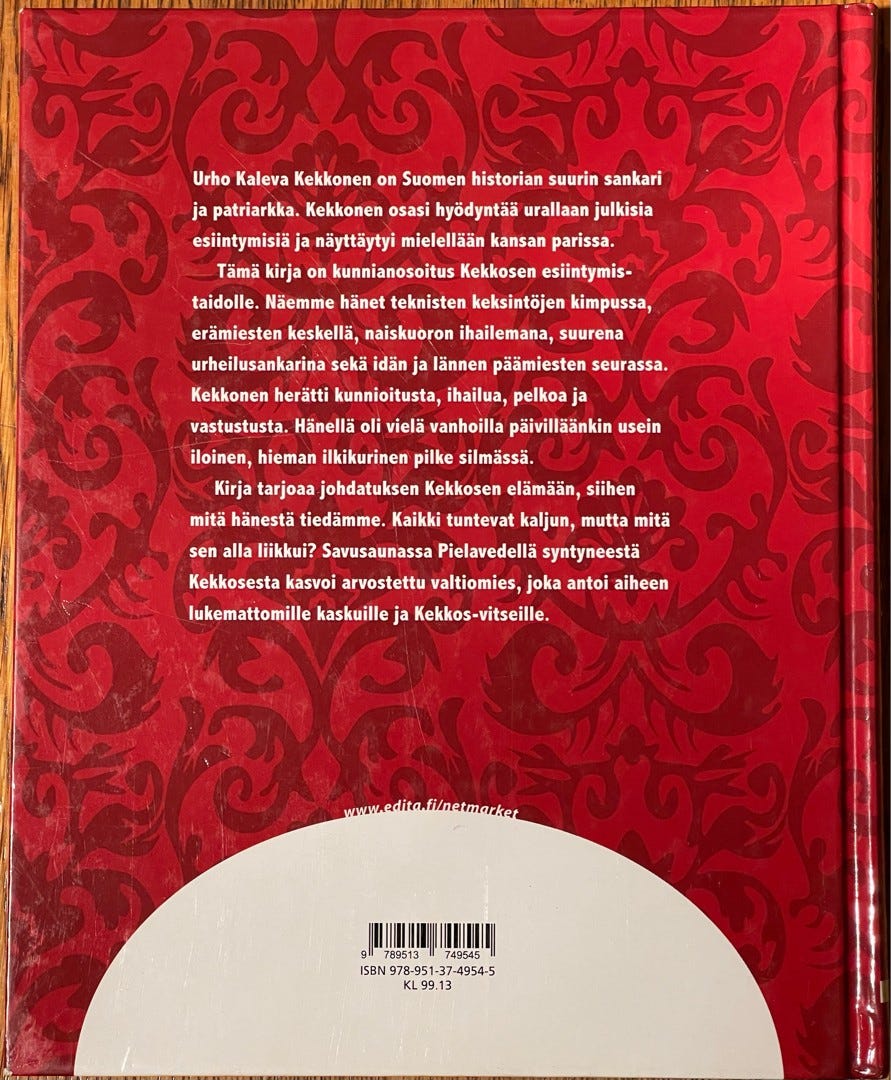 Urho Kaleva Kekkonen on Suomen historian suurin sankari
ja patriarkka. Kekkonen osasi hyödyntää urallaan julkisia
esiintymisiä ja näyttäytyi mielellään kansan parissa.
Tämä kirja on kunnianosoitus Kekkosen esiintymis-
taidolle. Näemme hänet teknisten keksintöjen kimpussa,
erämiesten keskellä, naiskuoron ihailemana, suurena
urheilusankarina sekä idän ja lännen päämiesten seurassa.
Kekkonen herätti kunnioitusta, ihailua, pelkoa ja
vastustusta. Hänellä oli vielä vanhoilla päivilläänkin usein
iloinen, hieman ilkikurinen pilke silmässä.
Kirja tarjoaa johdatuksen Kekkosen elämään, siihen
mitä hänestä tiedämme. Kaikki tuntevat kaljun, mutta mitä
sen alla liikkui? Savusaunassa Pielavedellä syntyneestä
Kekkosesta kasvoi arvostettu valtiomies, joka antoi aiheen
lukemattomille kaskuille ja Kekkos-vitseille.
www.edita.fi/netmarket
9 789513 749545
ISBN 978-951-37-4954-5
KL 99.13